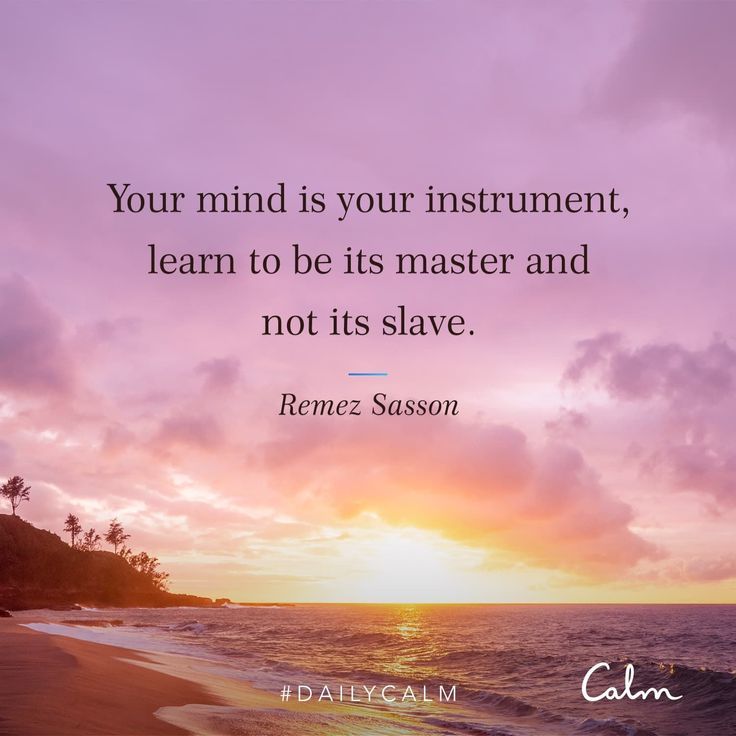 Your mind is your instrument,
learn to be its master and
not its slave.
Remez Sasson
#DAILYCALM
Calm